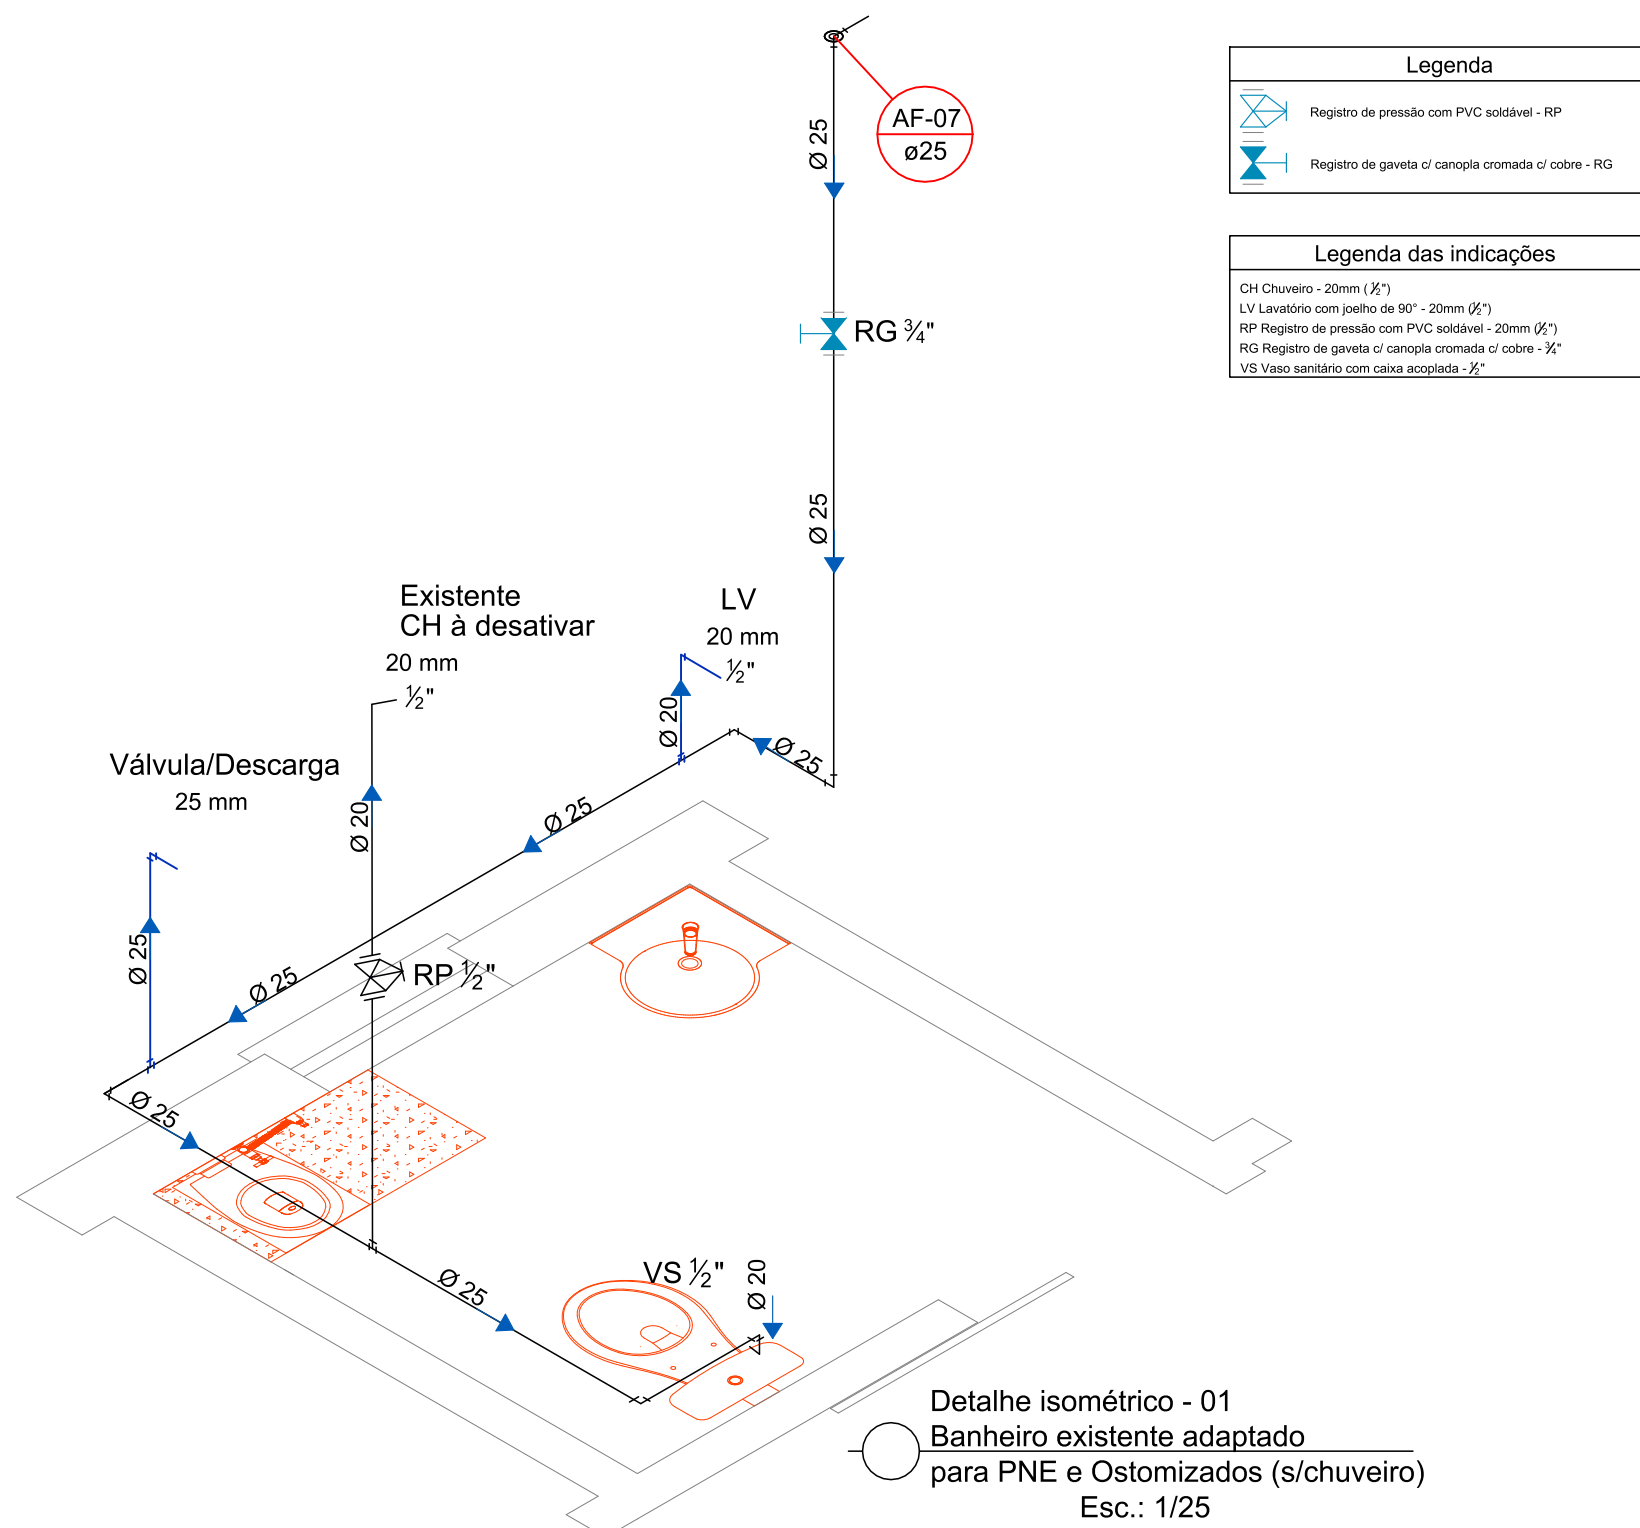 AF-07
ø25
Ø 25
Legenda
Registro de pressão com PVC soldável - RP
Registro de gaveta c/ canopla cromada c/ cobre - RG
Legenda das indicações
CH Chuveiro - 20mm (½")
LV Lavatório com joelho de 90° - 20mm (½")
RP Registro de pressão com PVC soldável - 20mm (½")
RG Registro de gaveta c/ canopla cromada c/ cobre - ¾"
VS Vaso sanitário com caixa acoplada - ½"
RG ¾"
Ø 25
Existente
CH à desativar
20 mm
½"
LV
20 mm
½"
Ø 20
Ø 25
Válvula/Descarga
25 mm
Ø 20
Ø 25
Ø 25
Ø 25
RP ½"
Ø 25
Ø 25
VS ½"
Ø 20
Detalhe isométrico - 01
Banheiro existente adaptado
para PNE e Ostomizados (s/chuveiro)
Esc.: 1/25